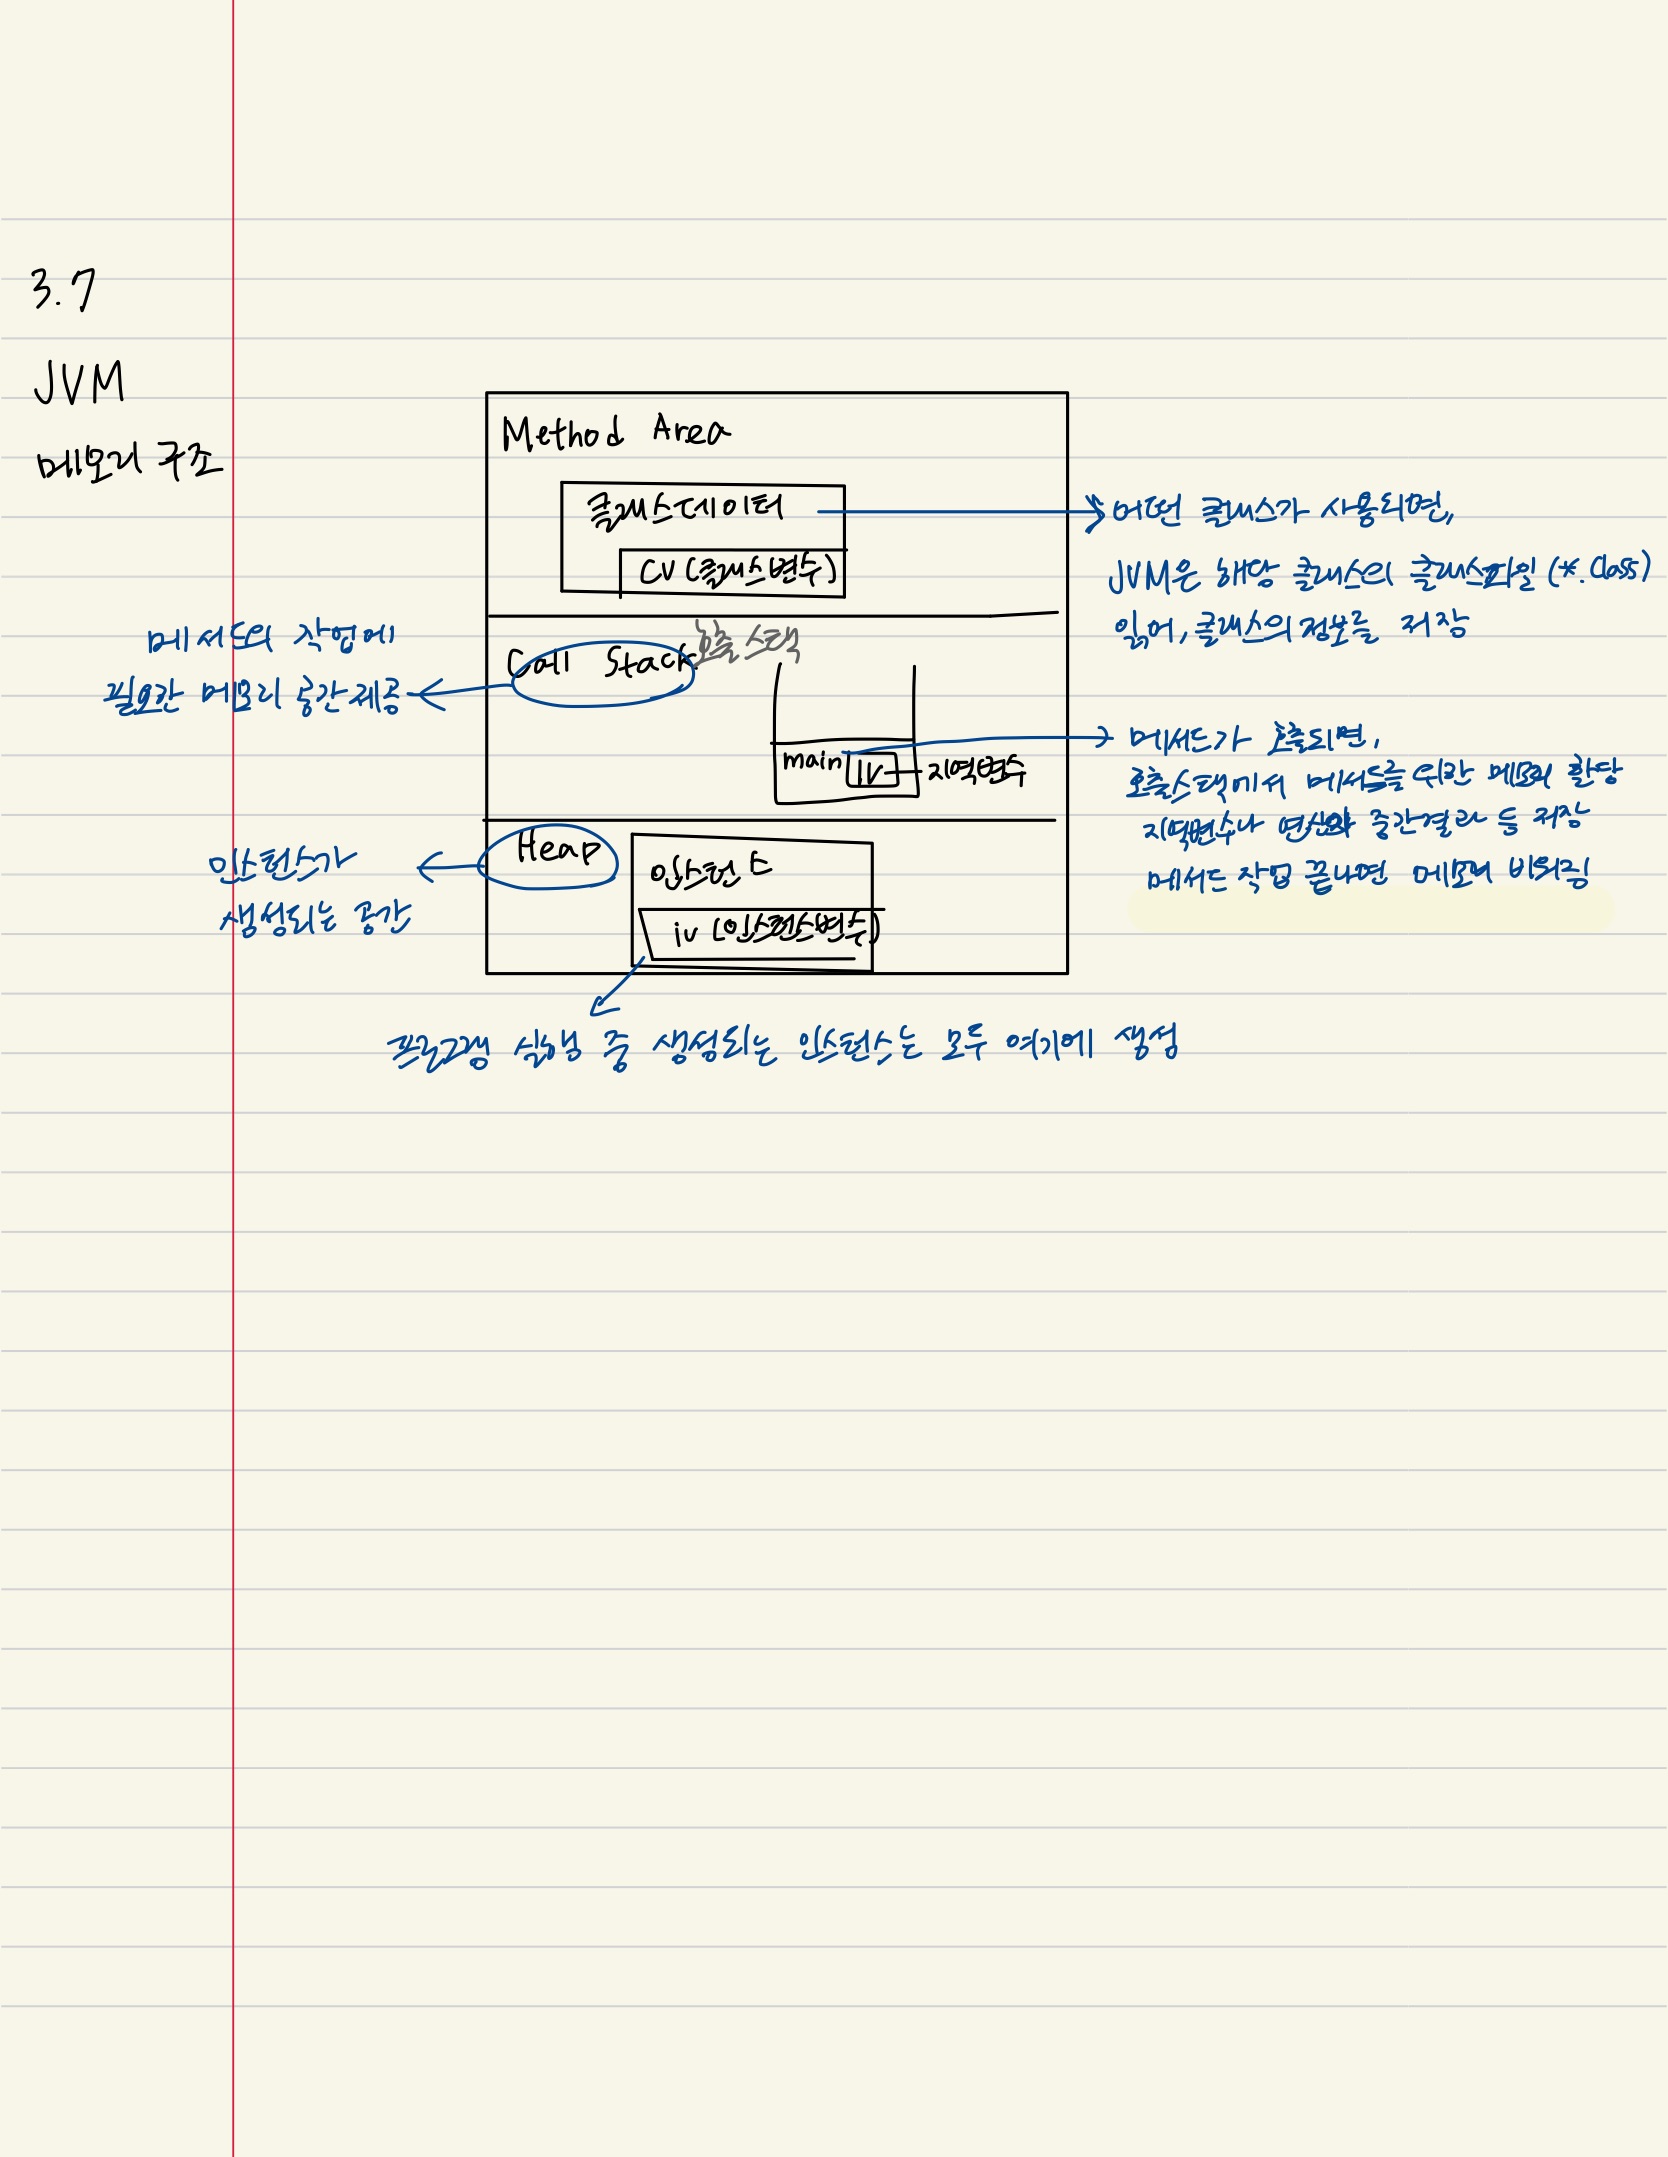 3.7
JVM
메모리 구조
Method Area
클래스데이터
CV (클래스변수)
어떤 클래스가 사용되면,
JVM은 해당 클래스의 클래스파일 (*.Class)
읽어, 클래스의 정보를 저장
메서드의 작업에
필요한 메모리 공간 제공
Call Stack 호출스택
main lv 지역변수
메서드가 호출되면,
호출스택에서 메서드를 위한 메모리 할당
지역변수나 연산의 중간결과 등 저장
메서드 작업 끝나면 메모리 비워짐
Heap
인스턴스
iv (인스턴스변수)
인스턴스가
생성되는 공간
프로그램 실행 중 생성되는 인스턴스는 모두 여기에 생성